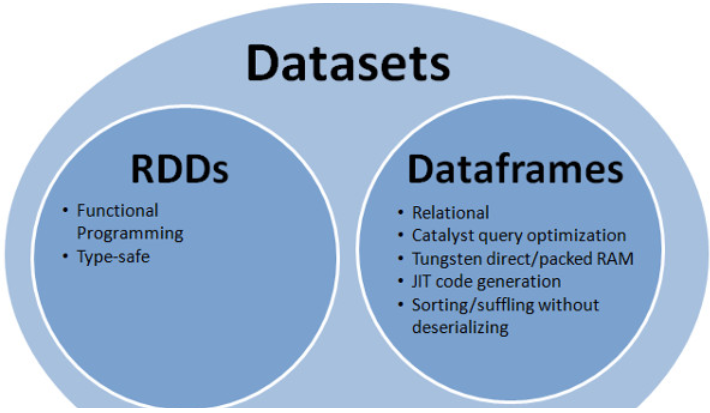 Datasets
RDDs
• Functional
Programming
• Type-safe
Dataframes
• Relational
• Catalyst query optimization
• Tungsten direct/packed RAM
• JIT code generation
• Sorting/suffling without
deserializing